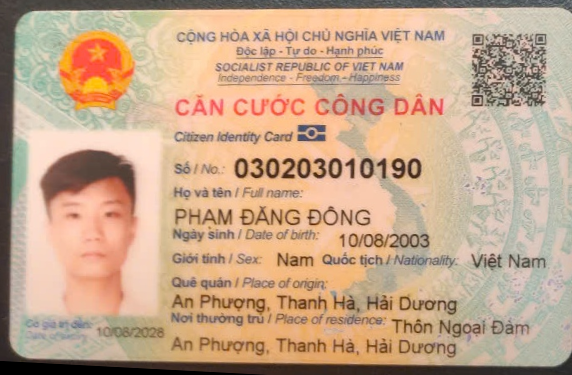 CỘNG HÒA XÃ HỘI CHỦ NGHĨA VIỆT NAM
Độc lập - Tự do - Hạnh phúc
SOCIALIST REPUBLIC OF VIET NAM
Independence - Freedom - Happiness
CĂN CƯỚC CÔNG DÂN
Citizen Identity Card
Số / No.: 030203010190
Họ và tên / Full name:
PHẠM ĐĂNG ĐÔNG
Ngày sinh / Date of birth: 10/08/2003
Giới tính / Sex: Nam Quốc tịch / Nationality: Việt Nam
Quê quán / Place of origin:
An Phượng, Thanh Hà, Hải Dương
Nơi thường trú / Place of residence: Thôn Ngoại Đàm
An Phượng, Thanh Hà, Hải Dương
Có giá trị đến: 10/08/2028
Date of expiry